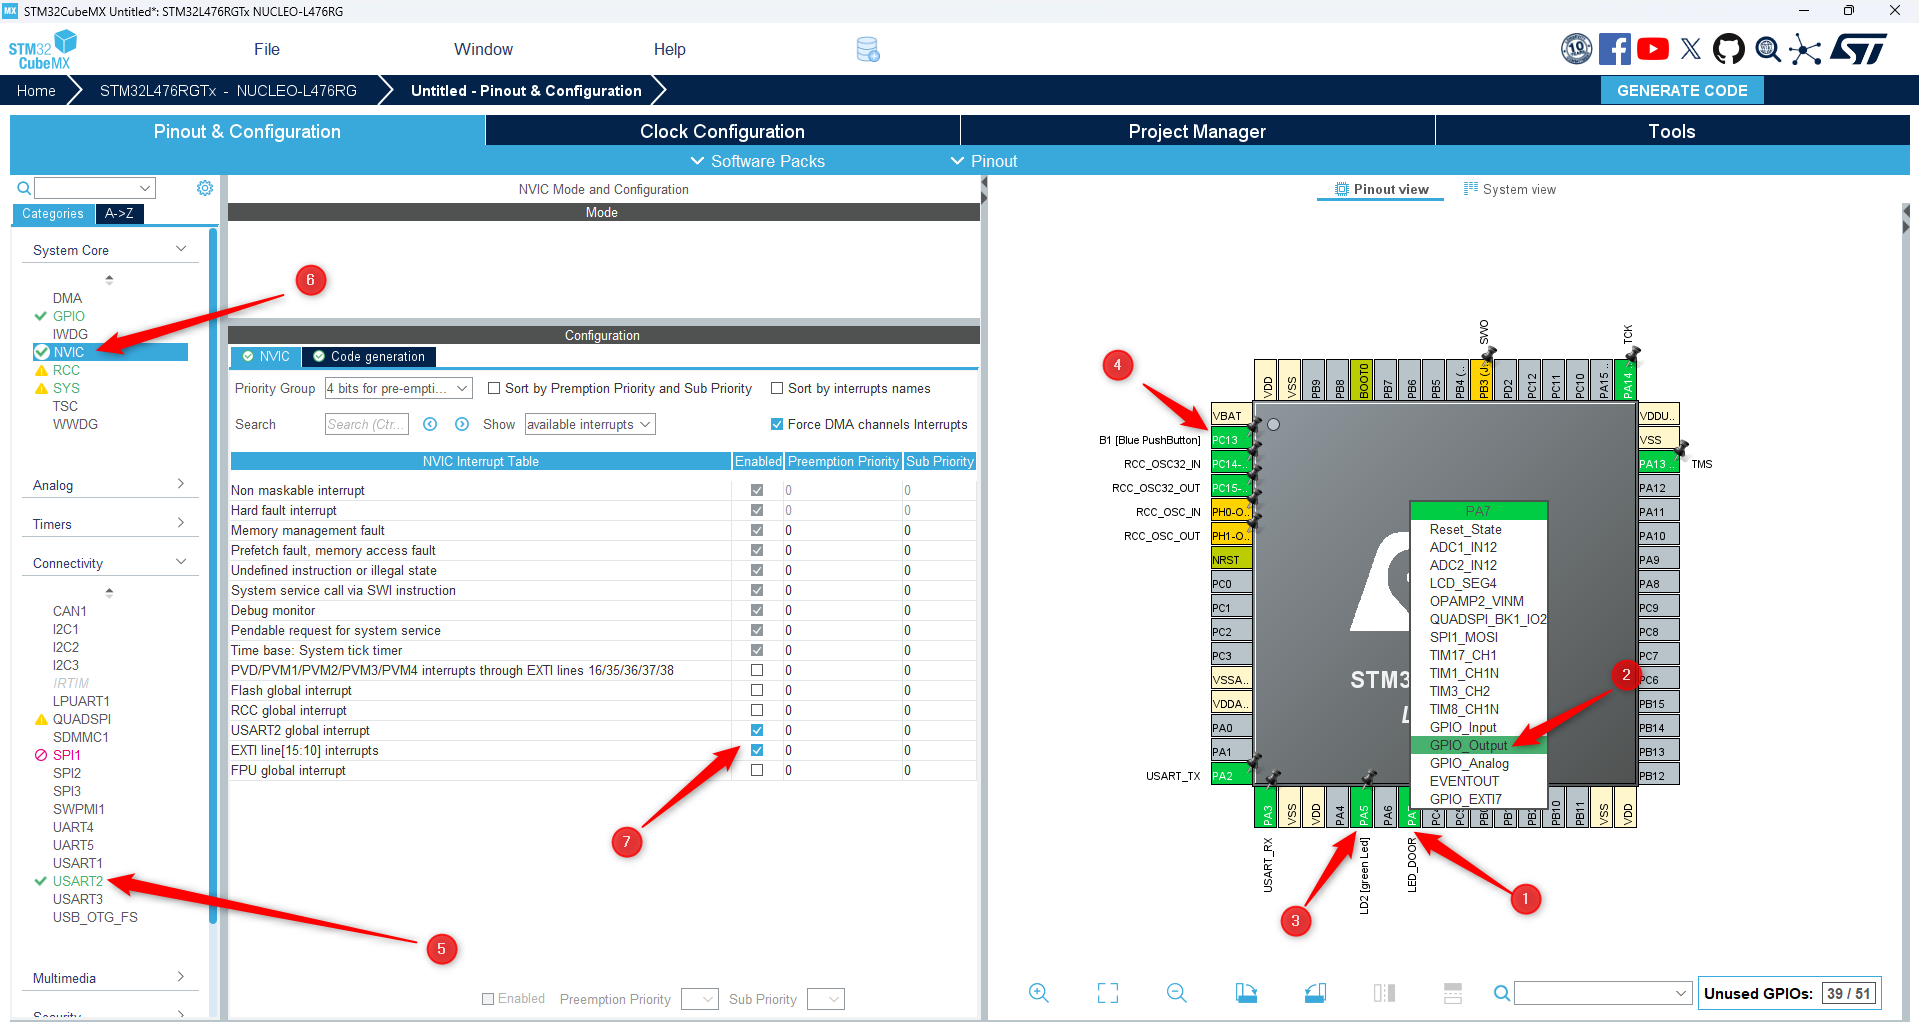 MX STM32CubeMX Untitled*: STM32L476RGTx NUCLEO-L476RG
STM32
CubeMX
File
Window
Help
10
ST
Home
STM32L476RGTx - NUCLEO-L476RG
Untitled - Pinout & Configuration
GENERATE CODE
Pinout & Configuration
Clock Configuration
Project Manager
Tools
Software Packs
Pinout
Categories
A->Z
System Core
DMA
GPIO
IWDG
NVIC
RCC
SYS
TSC
WWDG
Analog
Timers
Connectivity
CAN1
I2C1
I2C2
I2C3
IRTIM
LPUART1
QUADSPI
SDMMC1
SPI1
SPI2
SPI3
SWPMI1
UART4
UART5
USART1
USART2
USART3
USB_OTG_FS
Multimedia
Security
NVIC Mode and Configuration
Mode
6
Configuration
NVIC
Code generation
Priority Group
4 bits for pre-empti...
Sort by Premption Priority and Sub Priority
Sort by interrupts names
Search
Search (Ctr...
Show
available interrupts
Force DMA channels Interrupts
NVIC Interrupt Table Enabled Preemption Priority Sub Priority
Non maskable interrupt 0 0
Hard fault interrupt 0 0
Memory management fault 0 0
Prefetch fault, memory access fault 0 0
Undefined instruction or illegal state 0 0
System service call via SWI instruction 0 0
Debug monitor 0 0
Pendable request for system service 0 0
Time base: System tick timer 0 0
PVD/PVM1/PVM2/PVM3/PVM4 interrupts through EXTI lines 16/35/36/37/38 0 0
Flash global interrupt 0 0
RCC global interrupt 0 0
USART2 global interrupt 0 0
EXTI line[15:10] interrupts 0 0
FPU global interrupt 0 0
7
5
Enabled
Preemption Priority
Sub Priority
Pinout view
System view
SWO
TCK
4
VDD
VSS
PB9
PB8
BOOT0
PB7
PB6
PB5
PB4 (...
PB3 (J...
PD2
PC12
PC11
PC10
PA15 ...
PA14
VBAT
B1 [Blue PushButton]
PC13
RCC_OSC32_IN
PC14-..
RCC_OSC32_OUT
PC15-..
RCC_OSC_IN
PH0-O..
RCC_OSC_OUT
PH1-O..
NRST
PC0
PC1
PC2
PC3
VSSA..
VDDA..
PA0
PA1
USART_TX
PA2
VDDU..
VSS
PA13 ..
TMS
PA12
PA11
PA10
PA9
PA8
PC9
PC8
PC7
PC6
PB15
PB14
PB13
PB12
STM3
L
PA7
Reset_State
ADC1_IN12
ADC2_IN12
LCD_SEG4
OPAMP2_VINM
QUADSPI_BK1_IO2
SPI1_MOSI
TIM17_CH1
TIM1_CH1N
TIM3_CH2
TIM8_CH1N
GPIO_Input
GPIO_Output
GPIO_Analog
EVENTOUT
GPIO_EXTI7
2
PA3
VSS
VDD
PA4
PA5
PA6
PB10
PB11
VSS
VDD
USART_RX
LD2 [green Led]
LED_DOOR
3
1
Unused GPIOs:
39 / 51